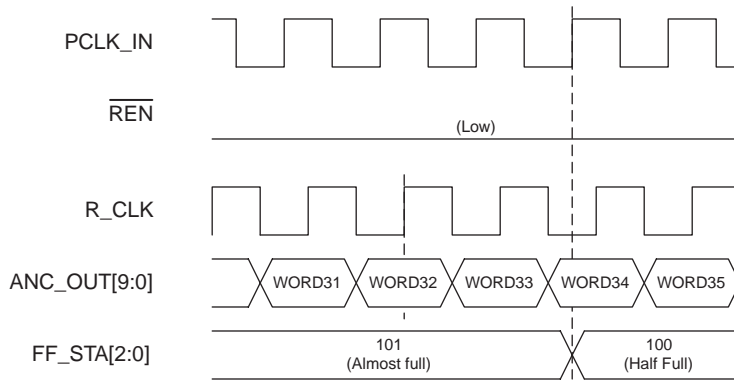 PCLK_IN
REN
(Low)
R_CLK
ANC_OUT[9:0]
WORD31 WORD32 WORD33 WORD34 WORD35
FF_STA[2:0]
101
(Almost full)
100
(Half Full)